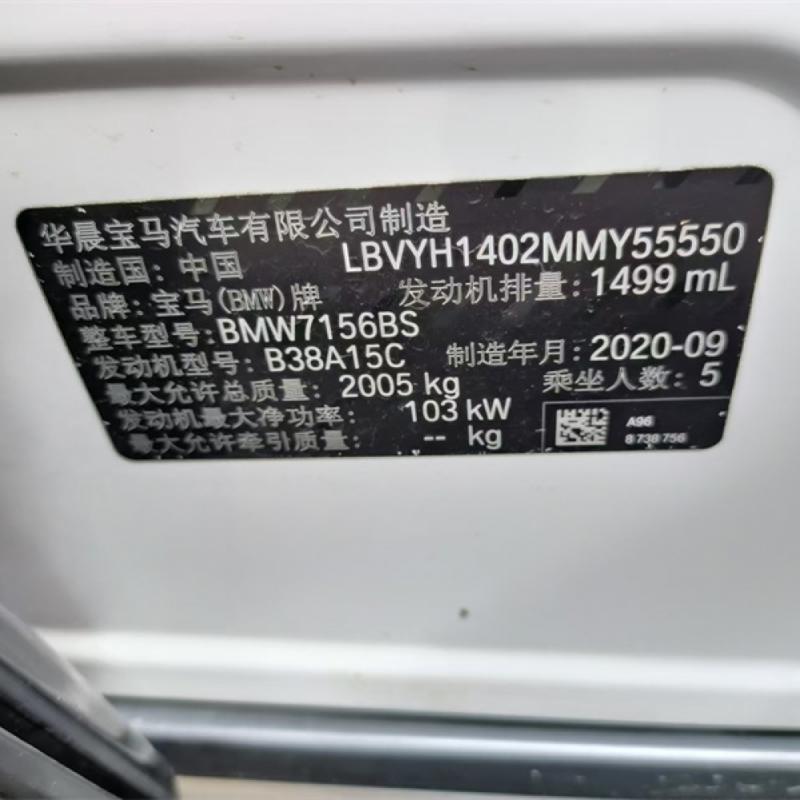 华晨宝马汽车有限公司制造
制造国：中国 LBVYH1402MMY55550
品牌：宝马(BMW)牌 发动机排量：1499 mL
整车型号：BMW7156BS
发动机型号：B38A15C 制造年月：2020-09
最大允许总质量：2005 kg 乘坐人数：5
发动机最大净功率：103 kW
最大允许牵引质量：-- kg
A96
8 738 756